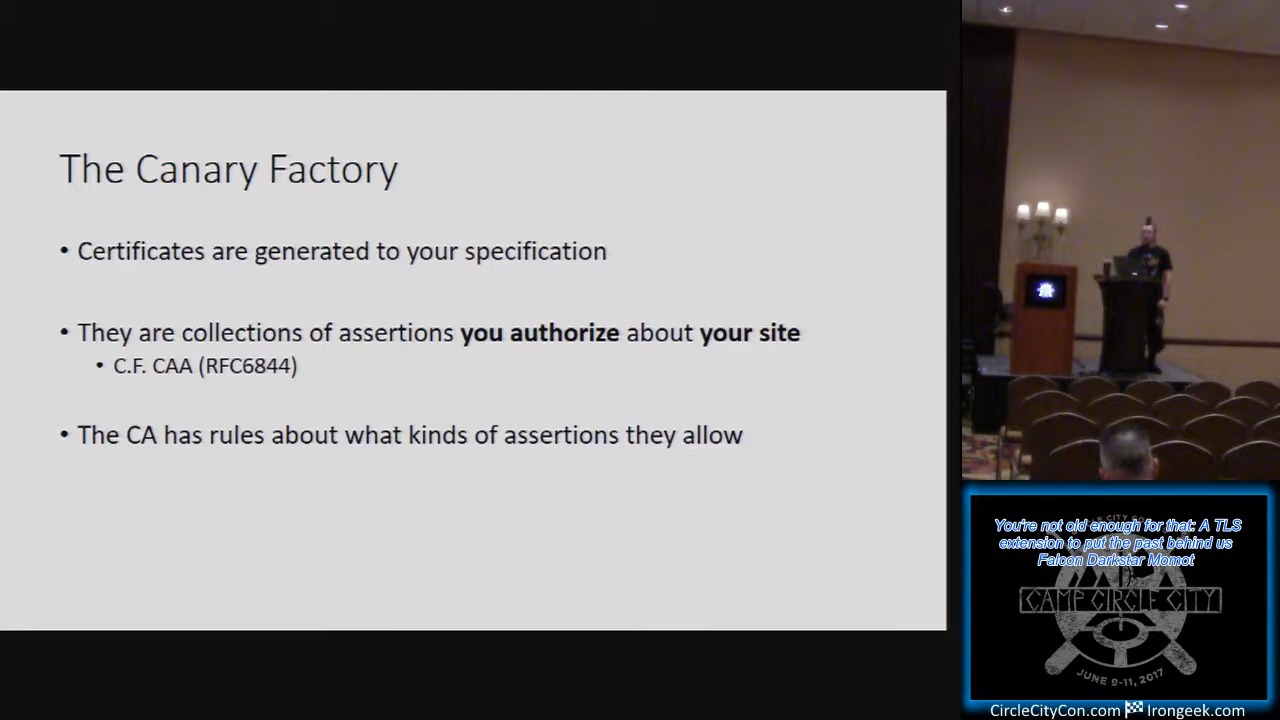 The Canary Factory
• Certificates are generated to your specification
• They are collections of assertions you authorize about your site
• C.F. CAA (RFC6844)
• The CA has rules about what kinds of assertions they allow
You're not old enough for that: A TLS
extension to put the past behind us
Falcon Darkstar Momot
CAMP CIRCLE CITY
JUNE 9-11, 2017
CircleCityCon.com Irongeek.com